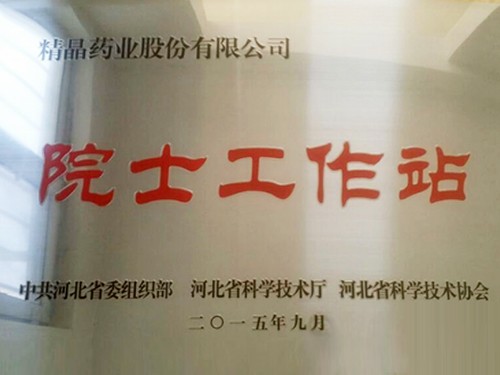 精晶药业股份有限公司
院士工作站
中共河北省委组织部 河北省科学技术厅 河北省科学技术协会
二〇一五年九月